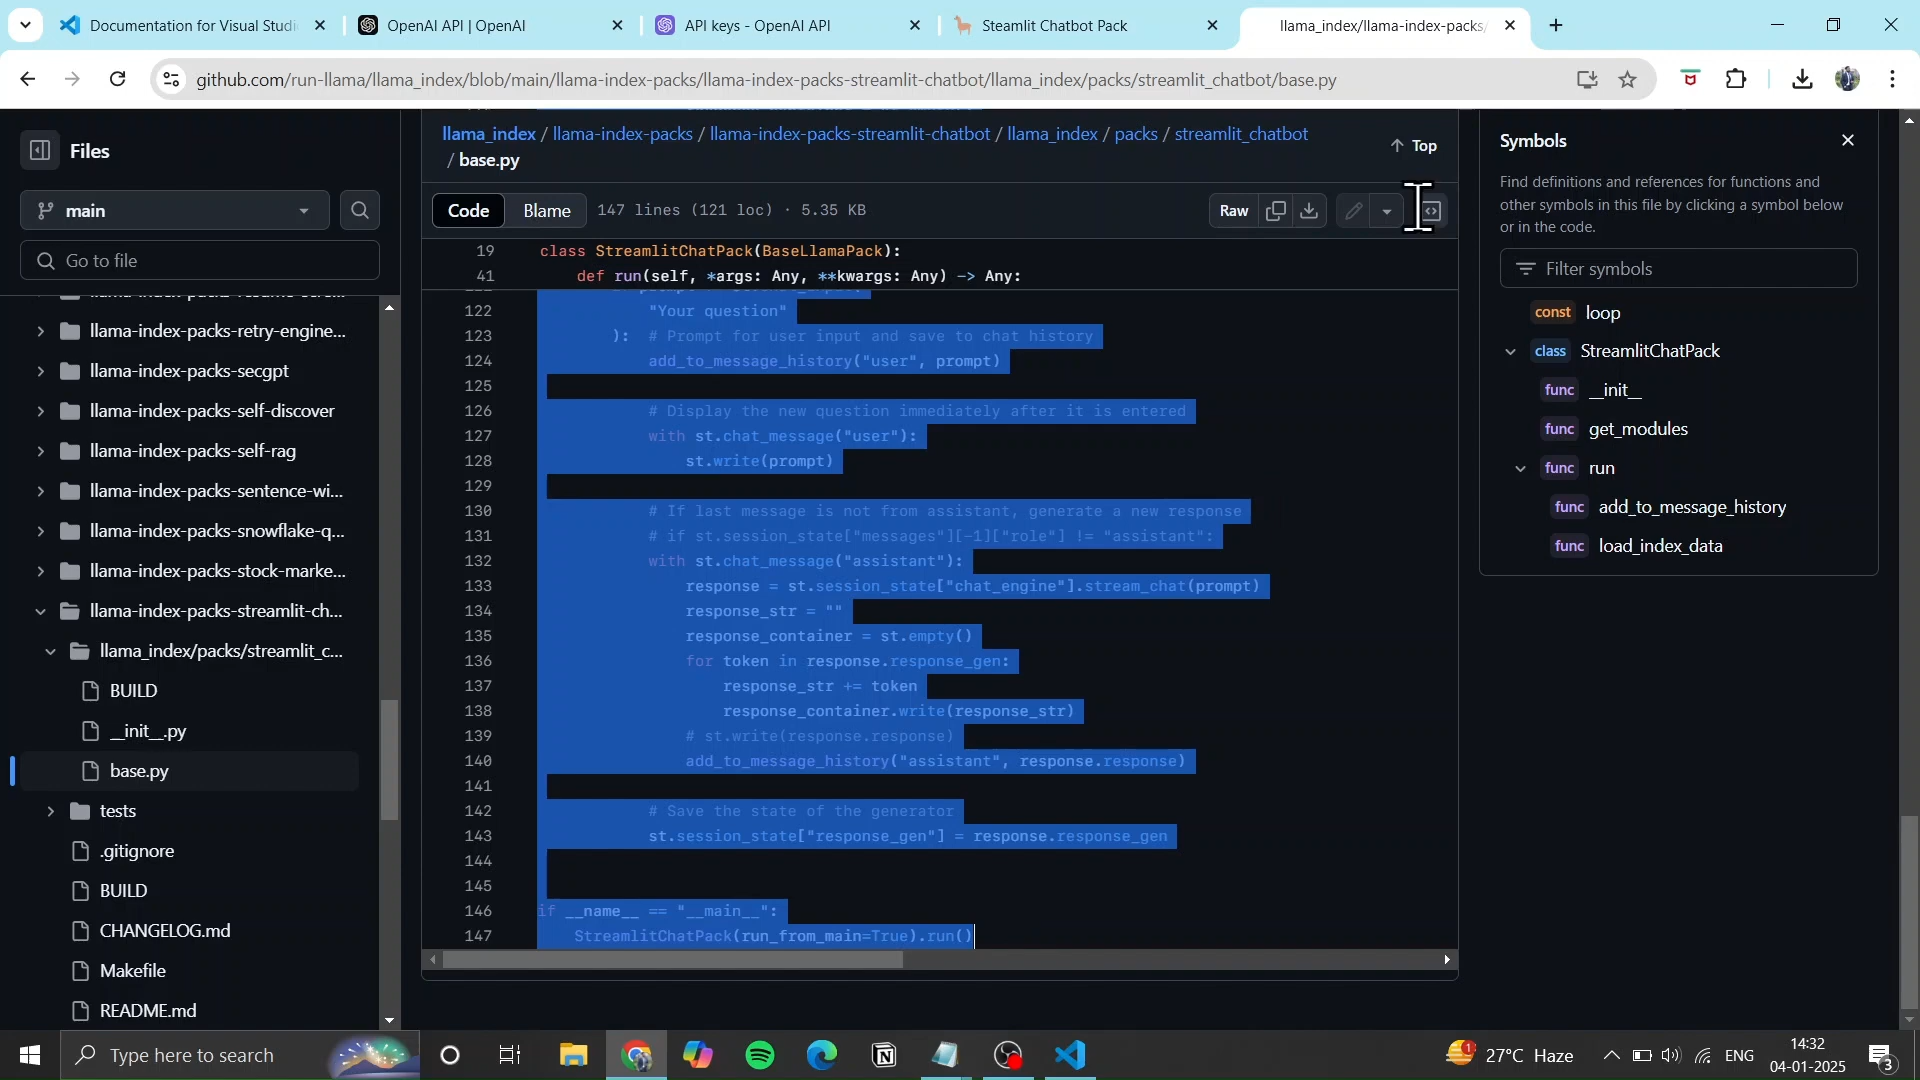 Documentation for Visual Studi
OpenAI API | OpenAI
API keys - OpenAI API
Steamlit Chatbot Pack
llama_index/llama-index-packs/
github.com/run-llama/llama_index/blob/main/llama-index-packs/llama-index-packs-streamlit-chatbot/llama_index/packs/streamlit_chatbot/base.py
Files
main
Go to file
llama-index-packs-retry-engine...
llama-index-packs-secgpt
llama-index-packs-self-discover
llama-index-packs-self-rag
llama-index-packs-sentence-wi...
llama-index-packs-snowflake-q...
llama-index-packs-stock-marke...
llama-index-packs-streamlit-ch...
llama_index/packs/streamlit_c...
BUILD
__init__.py
base.py
tests
.gitignore
BUILD
CHANGELOG.md
Makefile
README.md
llama_index / llama-index-packs / llama-index-packs-streamlit-chatbot / llama_index / packs / streamlit_chatbot
/ base.py
Top
Code Blame 147 lines (121 loc) · 5.35 KB
Raw
19 class StreamlitChatPack(BaseLlamaPack):
41 def run(self, *args: Any, **kwargs: Any) -> Any:
122 "Your question"
123 ): # Prompt for user input and save to chat history
124 add_to_message_history("user", prompt)
125
126 # Display the new question immediately after it is entered
127 with st.chat_message("user"):
128 st.write(prompt)
129
130 # If last message is not from assistant, generate a new response
131 # if st.session_state["messages"][-1]["role"] != "assistant":
132 with st.chat_message("assistant"):
133 response = st.session_state["chat_engine"].stream_chat(prompt)
134 response_str = ""
135 response_container = st.empty()
136 for token in response.response_gen:
137 response_str += token
138 response_container.write(response_str)
139 # st.write(response.response)
140 add_to_message_history("assistant", response.response)
141
142 # Save the state of the generator
143 st.session_state["response_gen"] = response.response_gen
144
145
146 if __name__ == "__main__":
147 StreamlitChatPack(run_from_main=True).run()
Symbols
Find definitions and references for functions and
other symbols in this file by clicking a symbol below
or in the code.
Filter symbols
const loop
class StreamlitChatPack
func __init__
func get_modules
func run
func add_to_message_history
func load_index_data
Type here to search
1
27°C Haze
ENG
14:32
04-01-2025
3